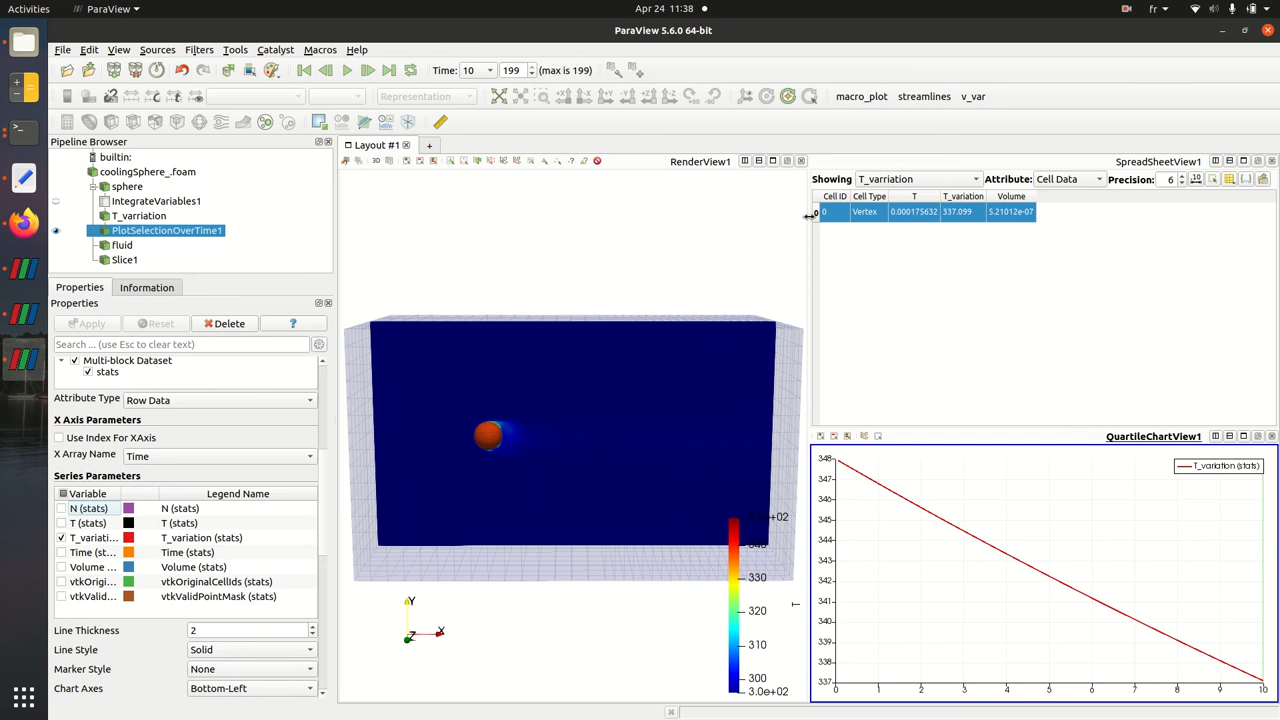 Activities ParaView Apr 24 11:38 fr
ParaView 5.6.0 64-bit
File Edit View Sources Filters Tools Catalyst Macros Help
Time: 10 199 (max is 199)
Representation macro_plot streamlines v_var
Pipeline Browser
builtin:
coolingSphere_.foam
sphere
IntegrateVariables1
T_varriation
PlotSelectionOverTime1
fluid
Slice1
Properties Information
Properties
Apply Reset Delete ?
Search ... (use Esc to clear text)
Multi-block Dataset
stats
Attribute Type Row Data
X Axis Parameters
Use Index For XAxis
X Array Name Time
Series Parameters
Variable Legend Name
N (stats) N (stats)
T (stats) T (stats)
T_variati... T_variation (stats)
Time (st... Time (stats)
Volume ... Volume (stats)
vtkOrigi... vtkOriginalCellIds (stats)
vtkValid... vtkValidPointMask (stats)
Line Thickness 2
Line Style Solid
Marker Style None
Chart Axes Bottom-Left
Layout #1 +
3D RenderView1
330
320
310
300
3.0e+02
T
Y
Z X
SpreadSheetView1
Showing T_varriation Attribute: Cell Data Precision: 6
Cell ID Cell Type T T_variation Volume
0 0 Vertex 0.000175632 337.099 5.21012e-07
QuartileChartView1
T_variation (stats)
348
347
346
345
344
343
342
341
340
339
338
337
0 1 2 3 4 5 6 7 8 9 10